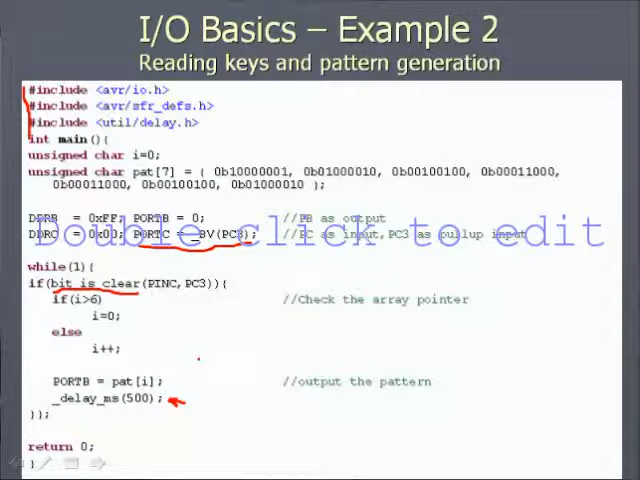 I/O Basics – Example 2
Reading keys and pattern generation
#include <avr/io.h>
#include <avr/sfr_defs.h>
#include <util/delay.h>
int main(){
unsigned char i=0;
unsigned char pat[7] = { 0b10000001, 0b01000010, 0b00100100, 0b00011000,
0b00011000, 0b00100100, 0b01000010 };
DDRB = 0xFF; PORTB = 0; //PB as output
DDRC = 0x00; PORTC = _BV(PC3); //PC as input,PC3 as pullup input
Double click to edit
while(1){
if(bit_is_clear(PINC,PC3)){
if(i>6) //Check the array pointer
i=0;
else
i++;
PORTB = pat[i]; //output the pattern
_delay_ms(500);
}};
return 0;
}